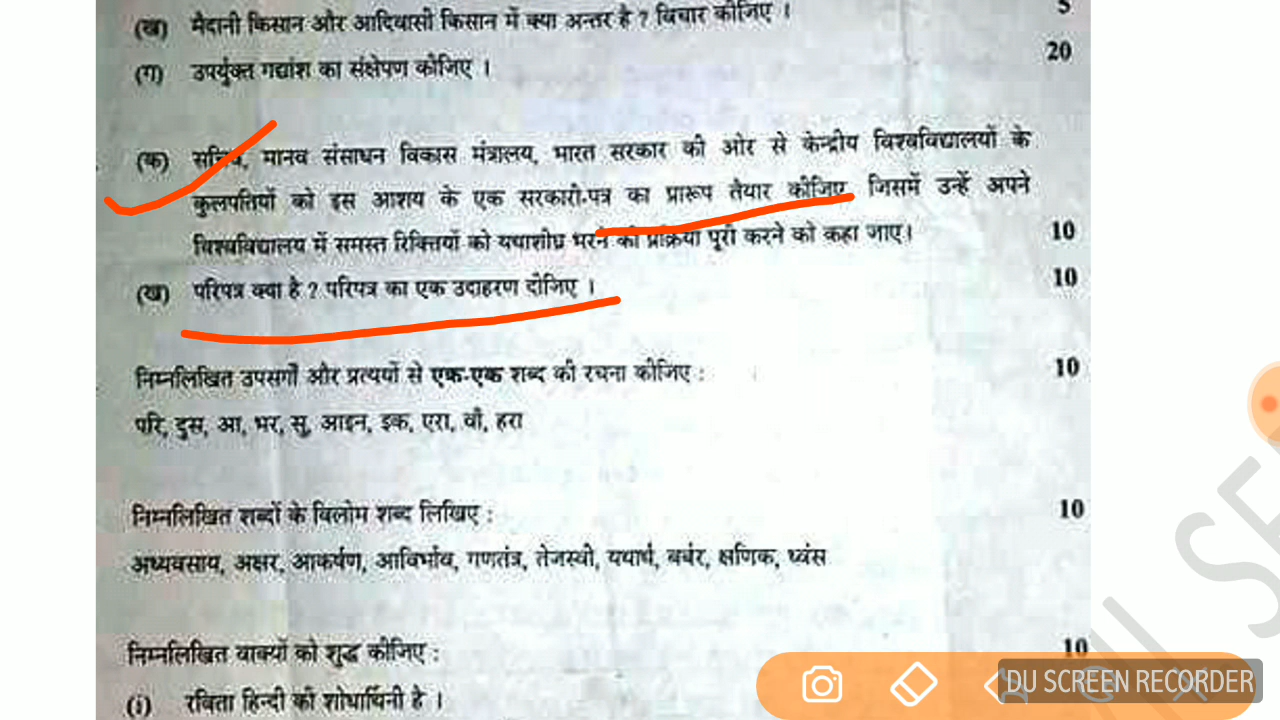 (ख) मैदानी किसान और आदिवासी किसान में क्या अन्तर है ? विचार कीजिए । 5
(ग) उपर्युक्त गद्यांश का संक्षेपण कीजिए । 20
(क) सचिव, मानव संसाधन विकास मंत्रालय, भारत सरकार की ओर से केन्द्रीय विश्वविद्यालयों के
कुलपतियों को इस आशय के एक सरकारी-पत्र का प्रारूप तैयार कीजिए जिसमें उन्हें अपने
विश्वविद्यालय में समस्त रिक्तियों को यथाशीघ्र भरने की प्रक्रिया पूरी करने को कहा जाए। 10
(ख) परिपत्र क्या है ? परिपत्र का एक उदाहरण दीजिए । 10
निम्नलिखित उपसर्गों और प्रत्ययों से एक-एक शब्द की रचना कीजिए : 10
परि, दुस, आ, भर, सु, आइन, इक, एरा, वाँ, हरा
निम्नलिखित शब्दों के विलोम शब्द लिखिए : 10
अध्यवसाय, अक्षर, आकर्षण, आविर्भाव, गणतंत्र, तेजस्वी, यथार्थ, बर्बर, क्षणिक, ध्वंस
निम्नलिखित वाक्यों को शुद्ध कीजिए : 10
(i) रविता हिन्दी की शोधार्थिनी है ।
DU SCREEN RECORDER